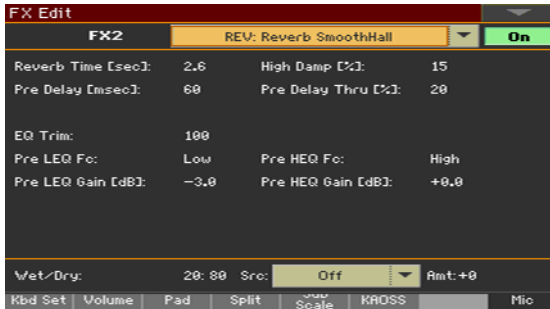 FX Edit
FX2 REV: Reverb SmoothHall On
Reverb Time [sec]: 2.6 High Damp [%]: 15
Pre Delay [msec]: 60 Pre Delay Thru [%]: 20
EQ Trim: 100
Pre LEQ Fc: Low Pre HEQ Fc: High
Pre LEQ Gain [dB]: -3.0 Pre HEQ Gain [dB]: +0.0
Wet/Dry: 20:80 Src: Off Amt:+0
Kbd Set Volume Pad Split Sub Scale KAOSS Mic